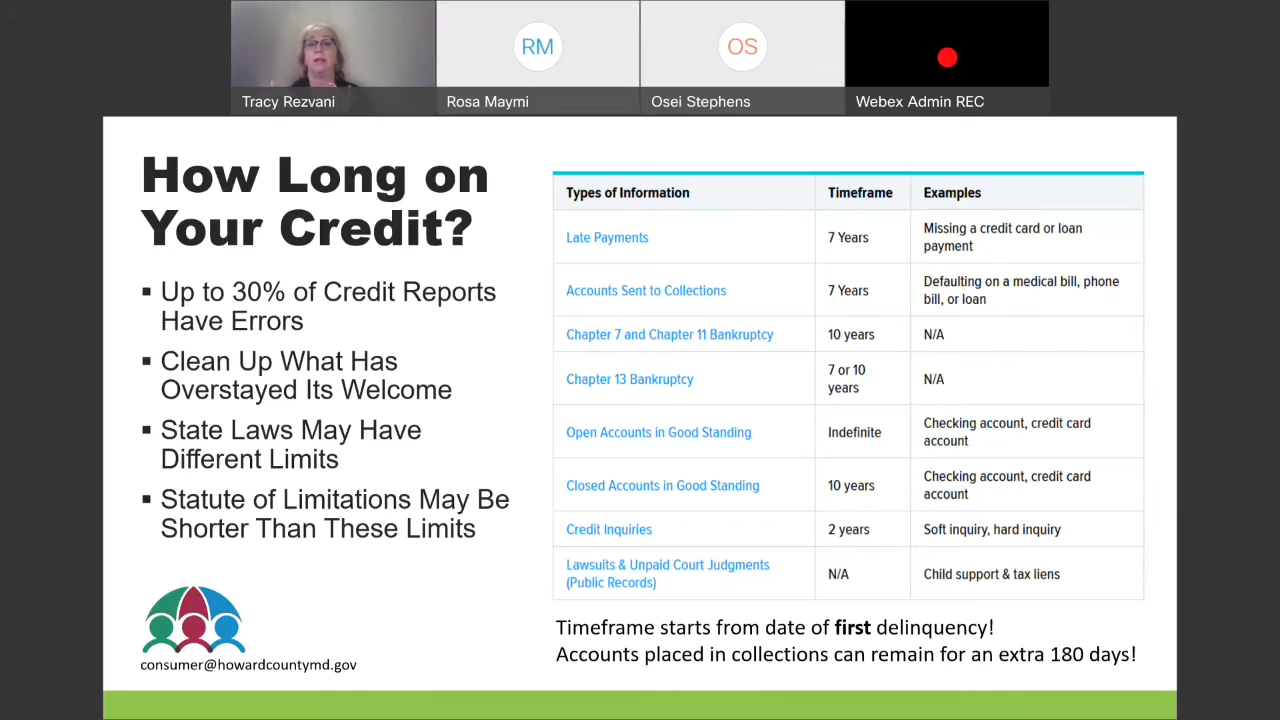 RM
OS
Tracy Rezvani
Rosa Maymi
Osei Stephens
Webex Admin REC
How Long on
Your Credit?
▪ Up to 30% of Credit Reports
Have Errors
▪ Clean Up What Has
Overstayed Its Welcome
▪ State Laws May Have
Different Limits
▪ Statute of Limitations May Be
Shorter Than These Limits
consumer@howardcountymd.gov
Types of Information Timeframe Examples
Late Payments 7 Years Missing a credit card or loan
payment
Accounts Sent to Collections 7 Years Defaulting on a medical bill, phone
bill, or loan
Chapter 7 and Chapter 11 Bankruptcy 10 years N/A
Chapter 13 Bankruptcy 7 or 10
years N/A
Open Accounts in Good Standing Indefinite Checking account, credit card
account
Closed Accounts in Good Standing 10 years Checking account, credit card
account
Credit Inquiries 2 years Soft inquiry, hard inquiry
Lawsuits & Unpaid Court Judgments
(Public Records) N/A Child support & tax liens
Timeframe starts from date of first delinquency!
Accounts placed in collections can remain for an extra 180 days!